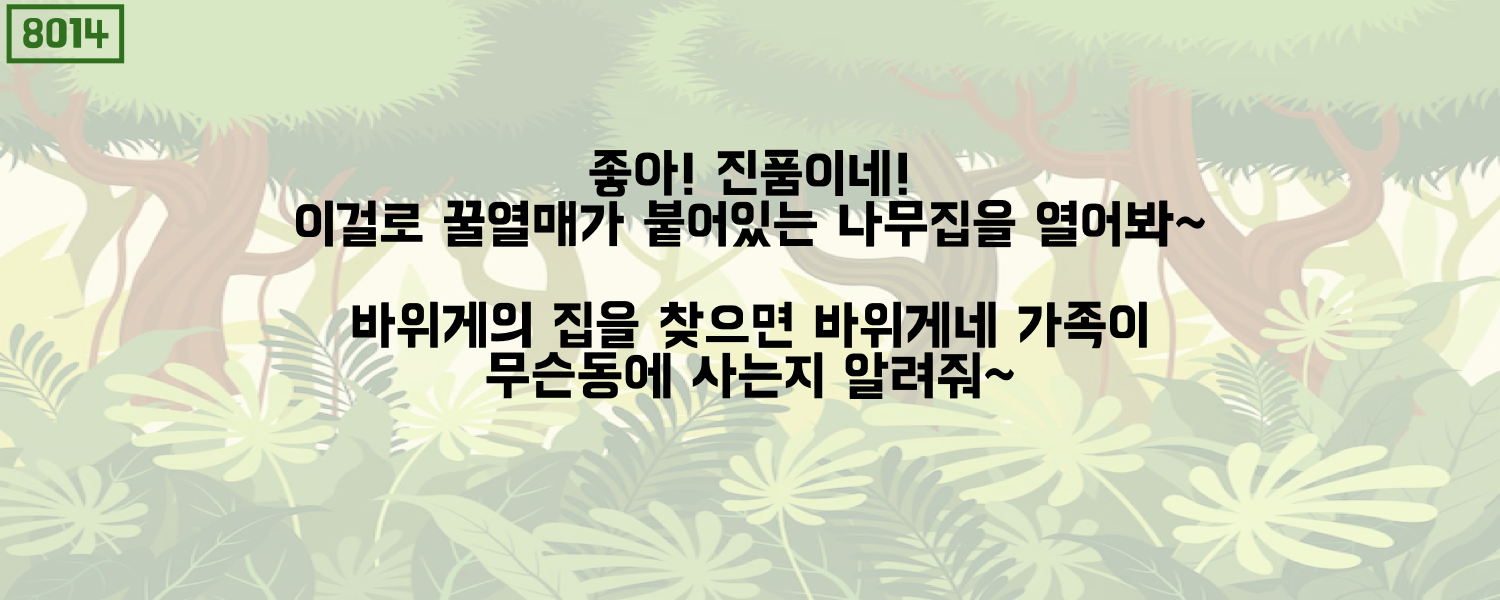 8014
좋아! 진품이네!
이걸로 꿀열매가 붙어있는 나무집을 열어봐~
바위게의 집을 찾으면 바위게네 가족이
무슨동에 사는지 알려줘~